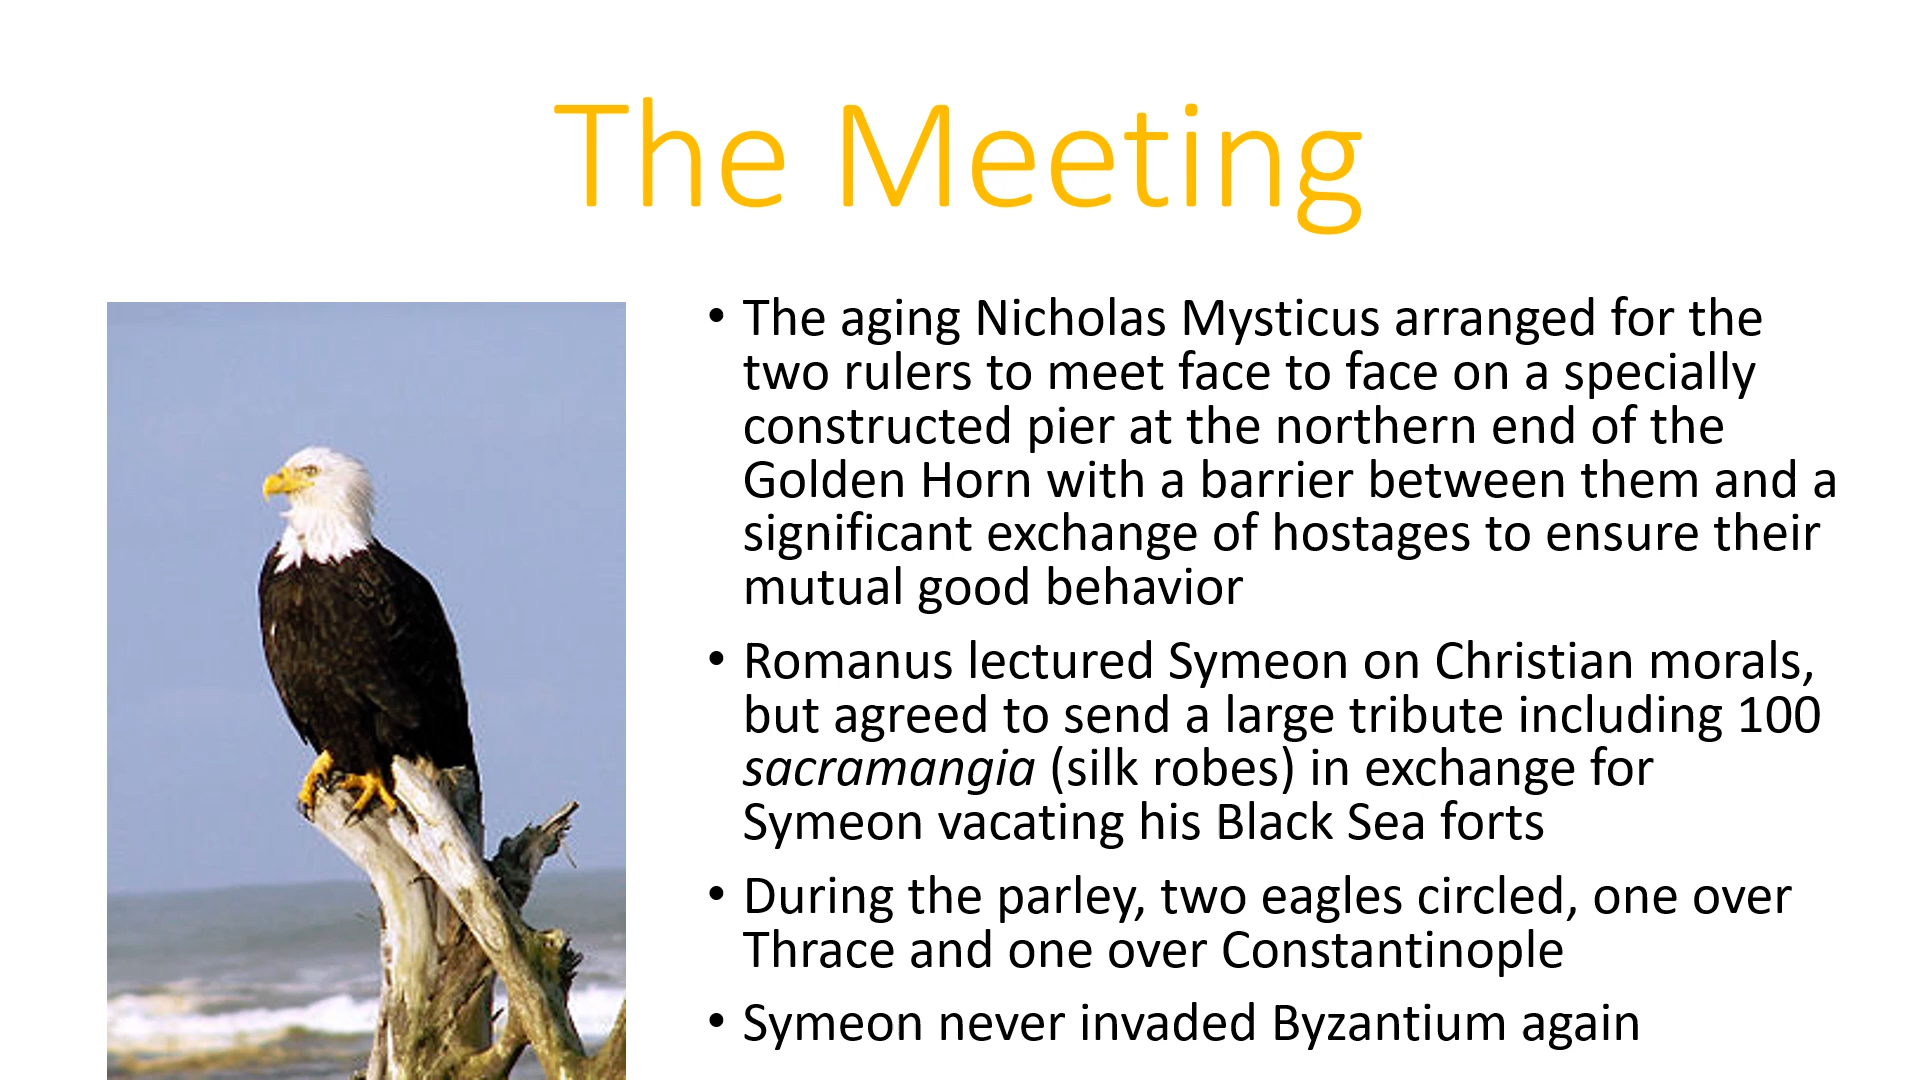 The Meeting
• The aging Nicholas Mysticus arranged for the
two rulers to meet face to face on a specially
constructed pier at the northern end of the
Golden Horn with a barrier between them and a
significant exchange of hostages to ensure their
mutual good behavior
• Romanus lectured Symeon on Christian morals,
but agreed to send a large tribute including 100
sacramangia (silk robes) in exchange for
Symeon vacating his Black Sea forts
• During the parley, two eagles circled, one over
Thrace and one over Constantinople
• Symeon never invaded Byzantium again